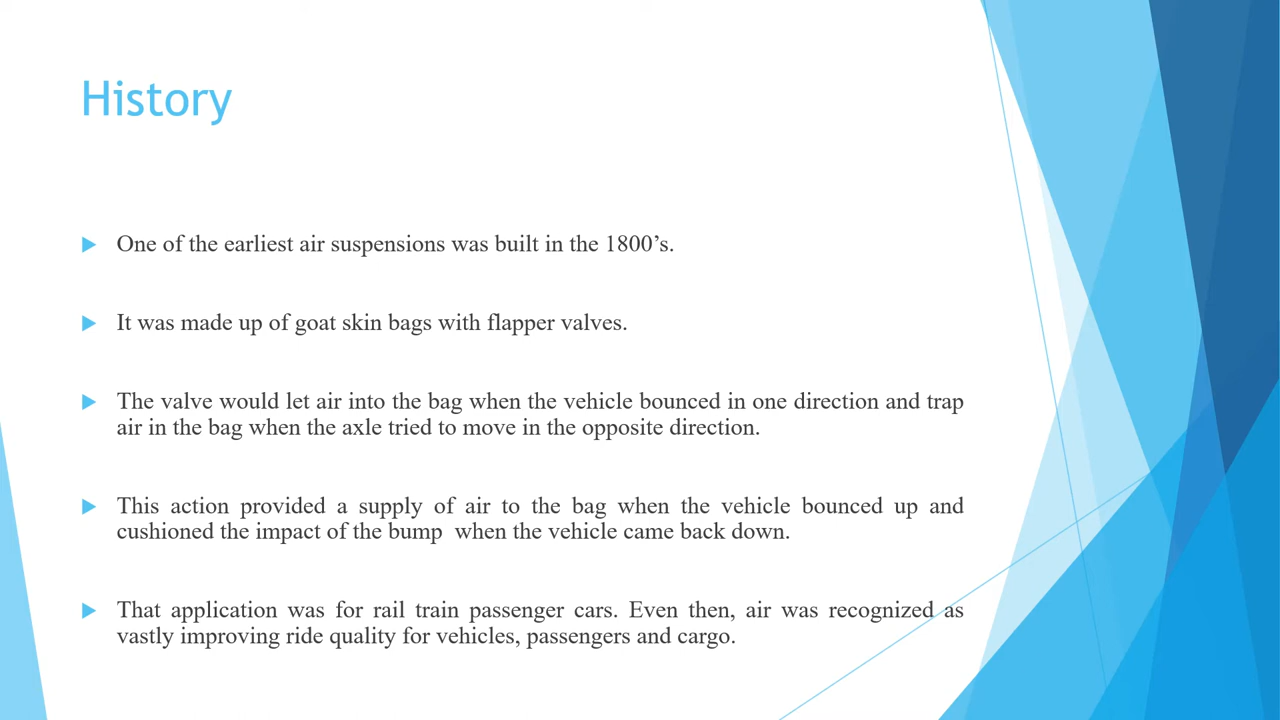 History
One of the earliest air suspensions was built in the 1800’s.
It was made up of goat skin bags with flapper valves.
The valve would let air into the bag when the vehicle bounced in one direction and trap
air in the bag when the axle tried to move in the opposite direction.
This action provided a supply of air to the bag when the vehicle bounced up and
cushioned the impact of the bump  when the vehicle came back down.
That application was for rail train passenger cars. Even then, air was recognized as
vastly improving ride quality for vehicles, passengers and cargo.